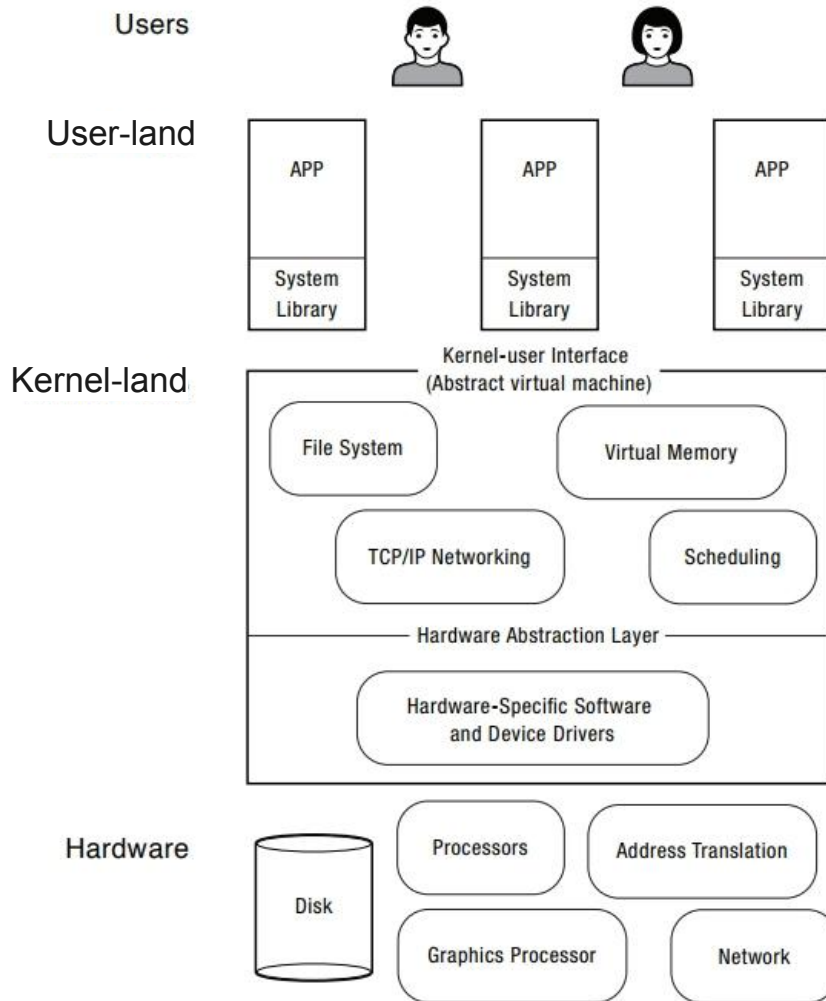 Users
User-land
APP
APP
APP
System
Library
System
Library
System
Library
Kernel-user Interface
(Abstract virtual machine)
Kernel-land
File System
Virtual Memory
TCP/IP Networking
Scheduling
Hardware Abstraction Layer
Hardware-Specific Software
and Device Drivers
Hardware
Processors
Address Translation
Disk
Graphics Processor
Network